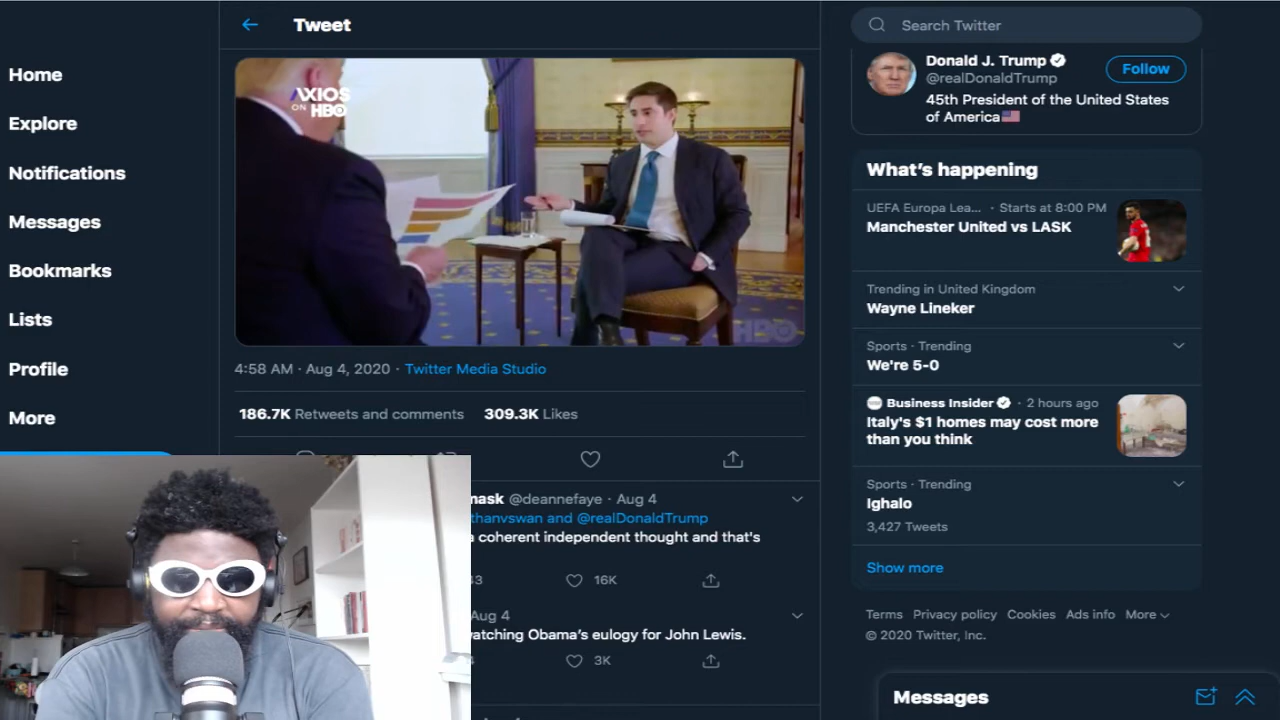 Home
Explore
Notifications
Messages
Bookmarks
Lists
Profile
More
Tweet
AXIOS
ON HBO
HBO
4:58 AM · Aug 4, 2020 · Twitter Media Studio
186.7K Retweets and comments 309.3K Likes
@deannefaye · Aug 4
and @realDonaldTrump
coherent independent thought and that's
16K
Aug 4
Obama's eulogy for John Lewis.
3K
Search Twitter
Donald J. Trump
@realDonaldTrump
Follow
45th President of the United States
of America
What's happening
UEFA Europa Lea... · Starts at 8:00 PM
Manchester United vs LASK
Trending in United Kingdom
Wayne Lineker
Sports · Trending
We're 5-0
Business Insider · 2 hours ago
Italy's $1 homes may cost more
than you think
Sports · Trending
Ighalo
3,427 Tweets
Show more
Terms Privacy policy Cookies Ads info More
© 2020 Twitter, Inc.
Messages